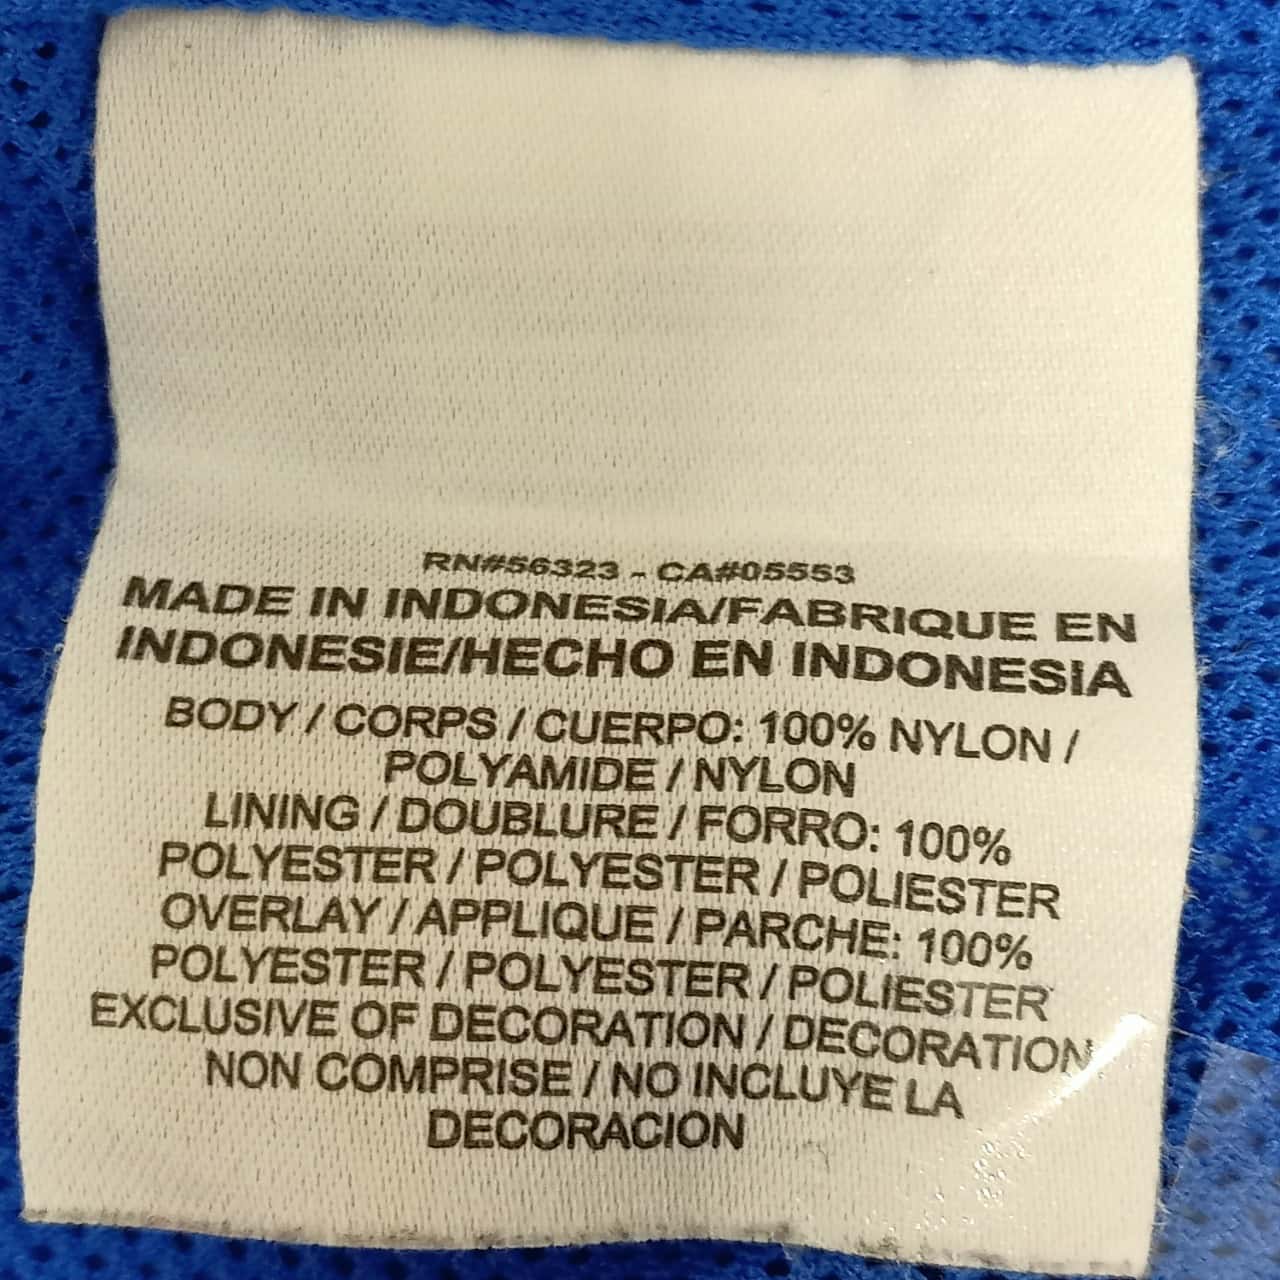 RN#56323 - CA#05553
MADE IN INDONESIA/FABRIQUE EN
INDONESIE/HECHO EN INDONESIA
BODY / CORPS / CUERPO: 100% NYLON /
POLYAMIDE / NYLON
LINING / DOUBLURE / FORRO: 100%
POLYESTER / POLYESTER / POLIESTER
OVERLAY / APPLIQUE / PARCHE: 100%
POLYESTER / POLYESTER / POLIESTER
EXCLUSIVE OF DECORATION / DECORATION
NON COMPRISE / NO INCLUYE LA
DECORACION